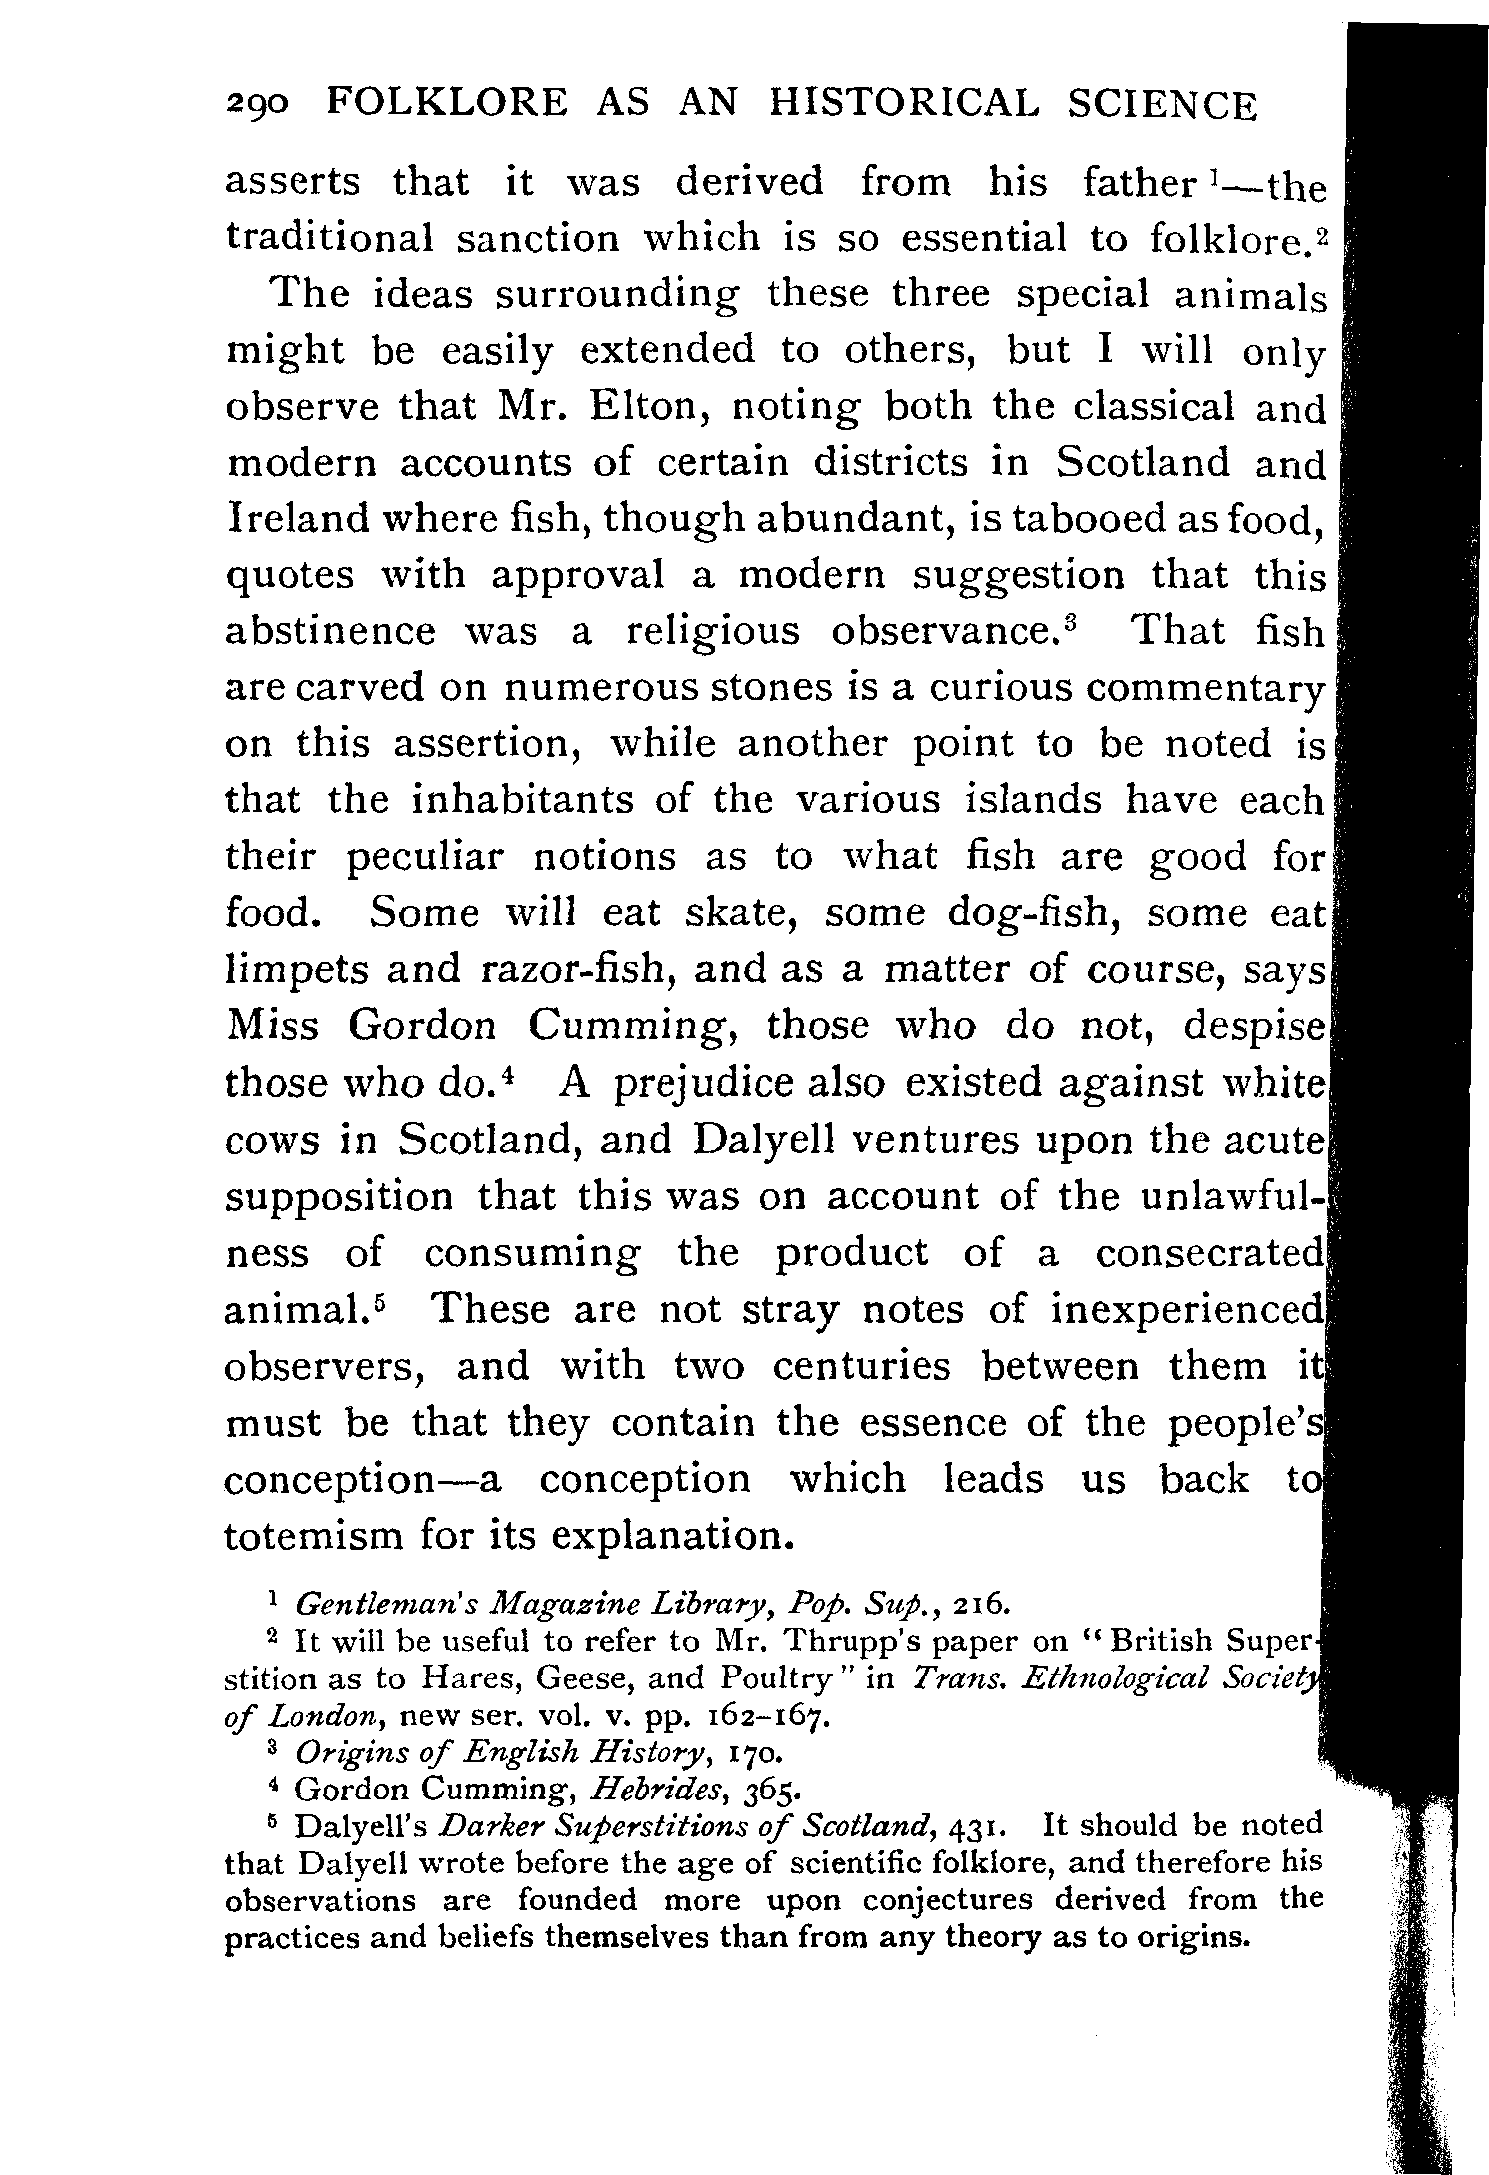 290 FOLKLORE AS AN HISTORICAL SCIENCE
asserts that it was derived from his father ¹—the
traditional sanction which is so essential to folklore.²
The ideas surrounding these three special animals
might be easily extended to others, but I will only
observe that Mr. Elton, noting both the classical and
modern accounts of certain districts in Scotland and
Ireland where fish, though abundant, is tabooed as food,
quotes with approval a modern suggestion that this
abstinence was a religious observance.³ That fish
are carved on numerous stones is a curious commentary
on this assertion, while another point to be noted is
that the inhabitants of the various islands have each
their peculiar notions as to what fish are good for
food. Some will eat skate, some dog-fish, some eat
limpets and razor-fish, and as a matter of course, says
Miss Gordon Cumming, those who do not, despise
those who do.⁴ A prejudice also existed against white
cows in Scotland, and Dalyell ventures upon the acute
supposition that this was on account of the unlawful-
ness of consuming the product of a consecrated
animal.⁵ These are not stray notes of inexperienced
observers, and with two centuries between them it
must be that they contain the essence of the people's
conception—a conception which leads us back to
totemism for its explanation.
¹ Gentleman's Magazine Library, Pop. Sup., 216.
² It will be useful to refer to Mr. Thrupp's paper on "British Super-
stition as to Hares, Geese, and Poultry" in Trans. Ethnological Society
of London, new ser. vol. v. pp. 162–167.
³ Origins of English History, 170.
⁴ Gordon Cumming, Hebrides, 365.
⁵ Dalyell's Darker Superstitions of Scotland, 431. It should be noted
that Dalyell wrote before the age of scientific folklore, and therefore his
observations are founded more upon conjectures derived from the
practices and beliefs themselves than from any theory as to origins.